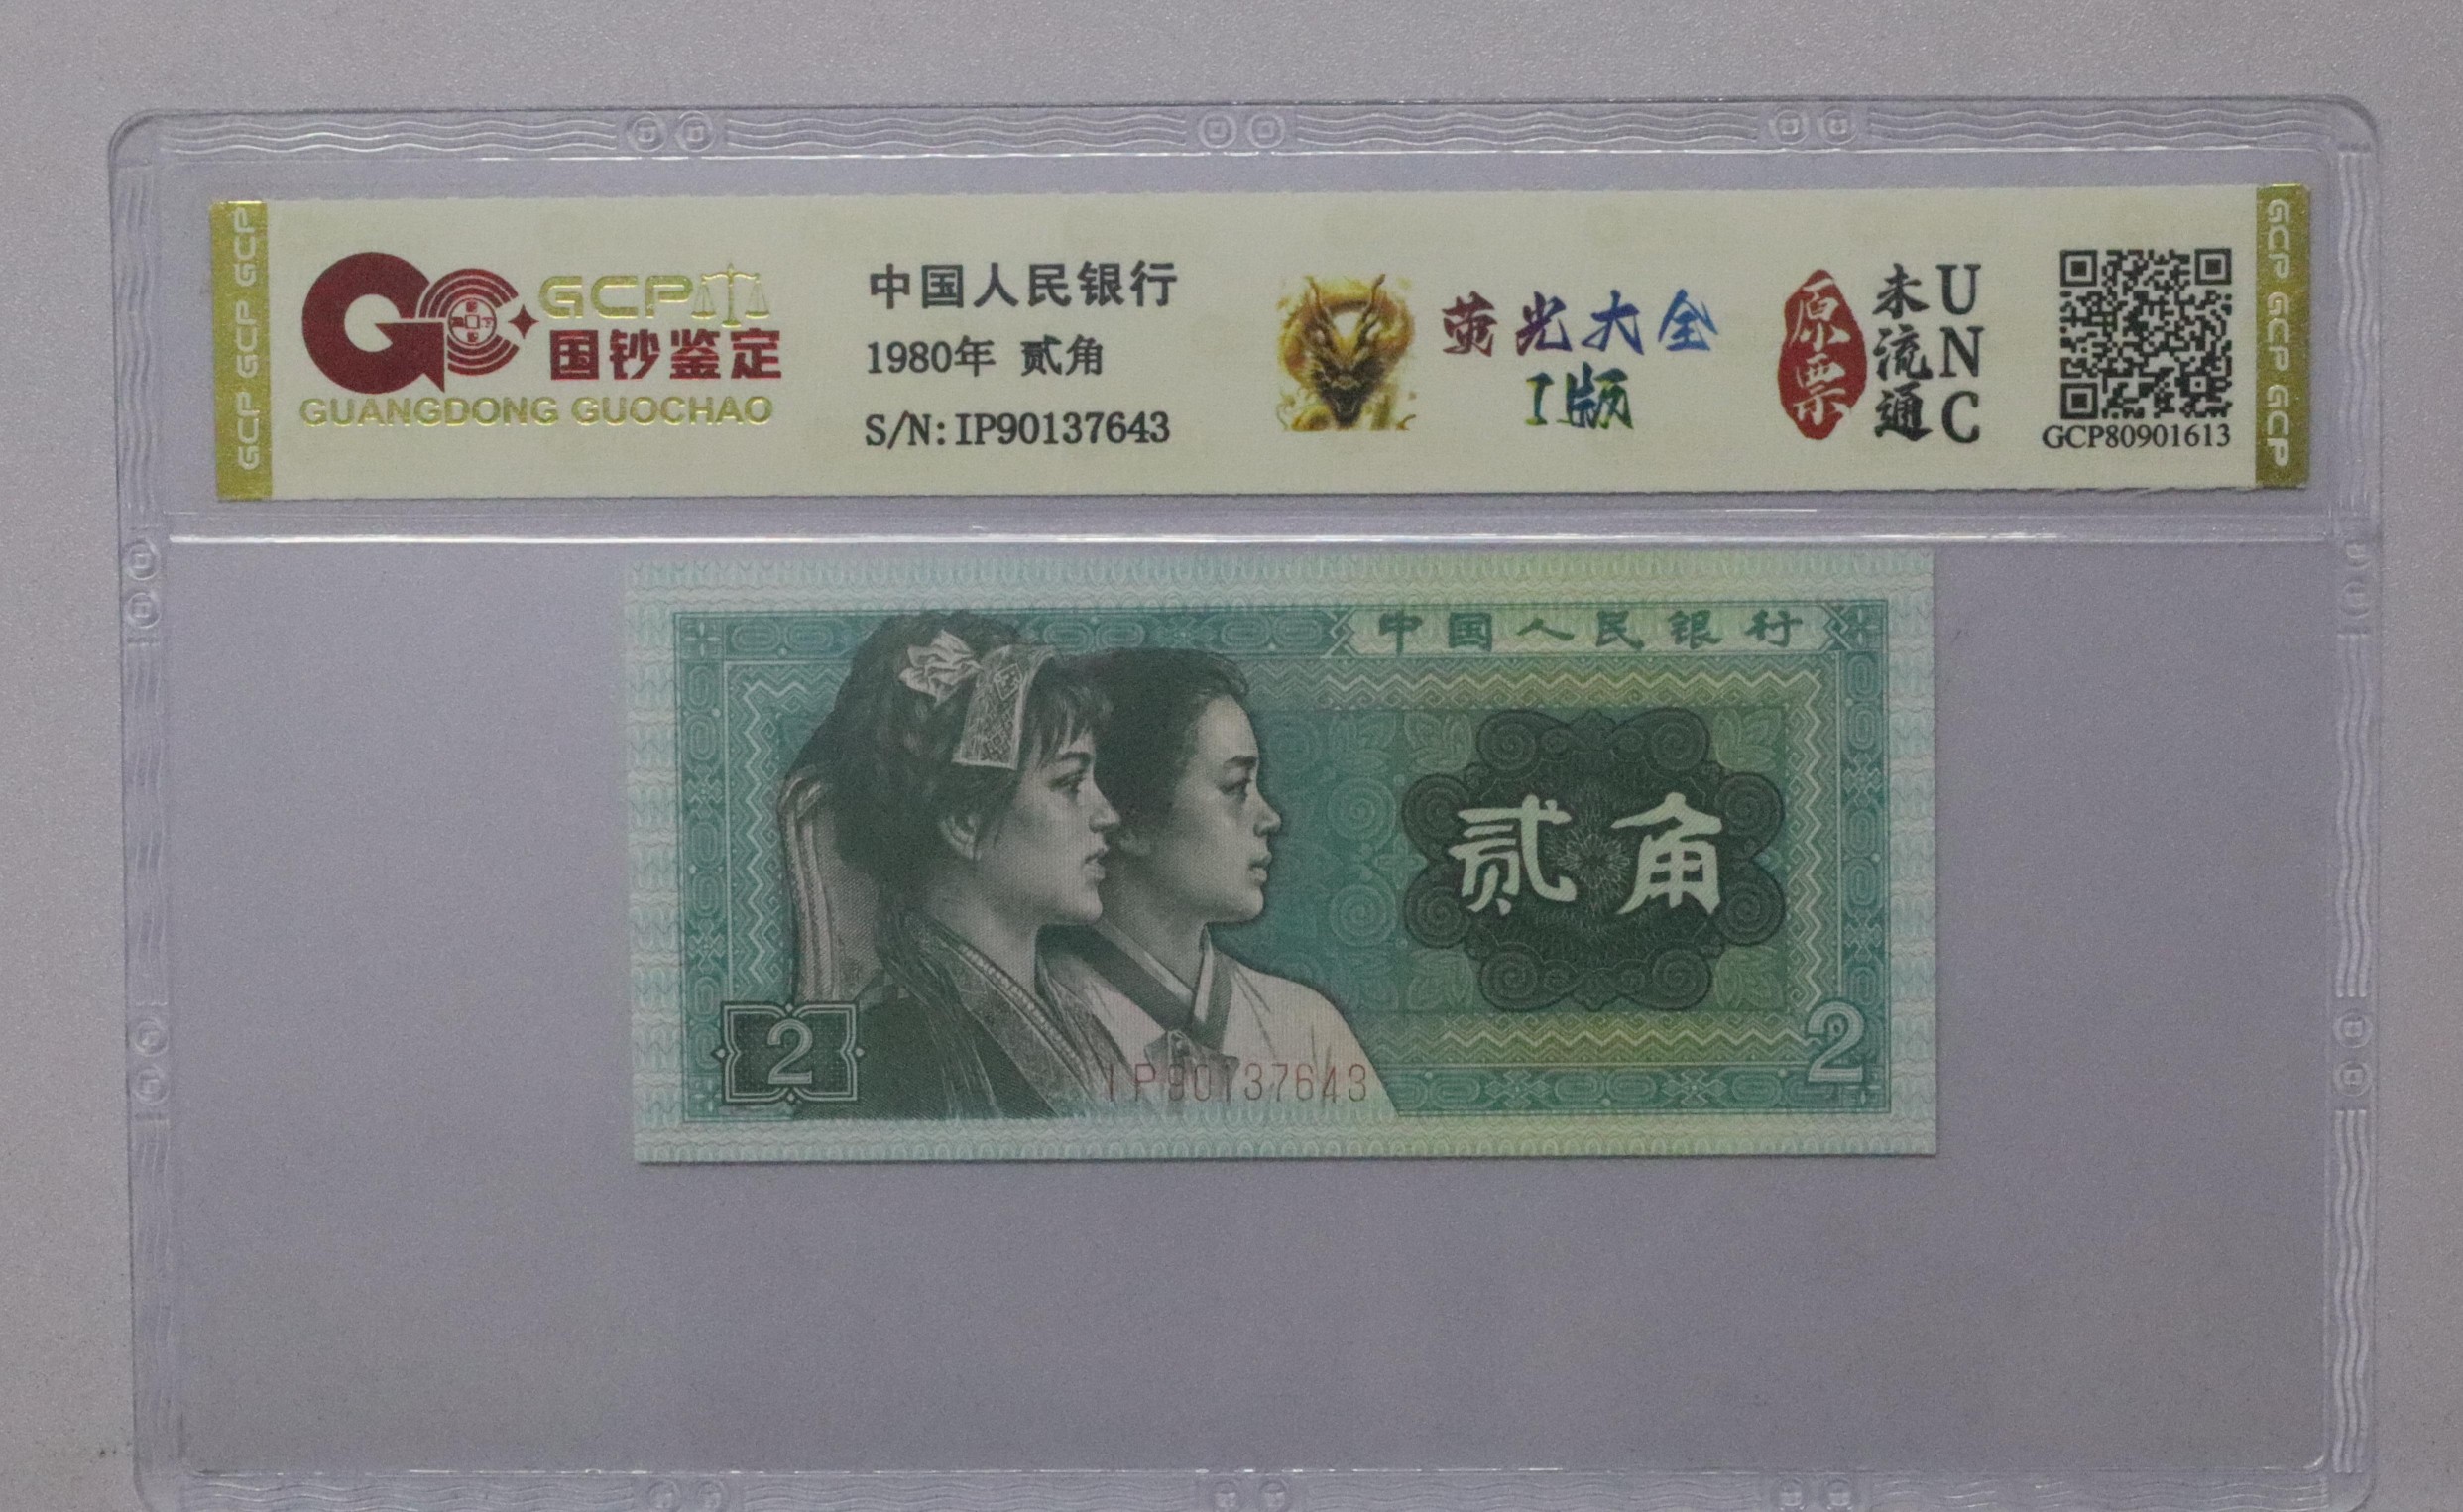 GCP GCP GCP
GCP
国钞鉴定
GUANGDONG GUOCHAO
中国人民银行
1980年 贰角
S/N: IP90137643
荧光大全
I版
原票
未流通
UNC
GCP80901613
GCP GCP GCP
中国人民银行
贰角
2
2
IP90137643